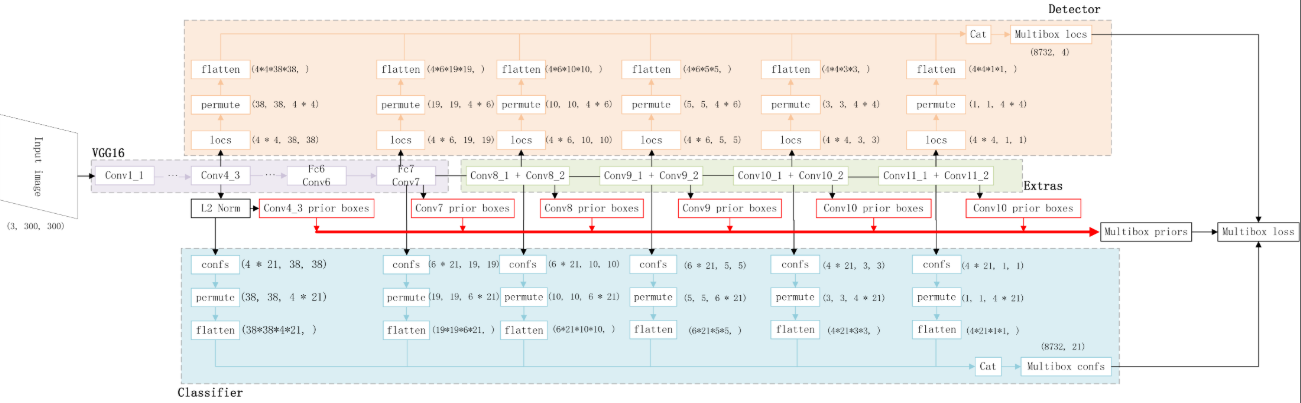 Detector
Cat
Multibox locs
(8732, 4)
flatten (4*4*38*38, )
flatten (4*6*19*19, )
flatten (4*6*10*10, )
flatten (4*6*5*5, )
flatten (4*4*3*3, )
flatten (4*4*1*1, )
permute (38, 38, 4 * 4)
permute (19, 19, 4 * 6)
permute (10, 10, 4 * 6)
permute (5, 5, 4 * 6)
permute (3, 3, 4 * 4)
permute (1, 1, 4 * 4)
locs (4 * 4, 38, 38)
locs (4 * 6, 19, 19)
locs (4 * 6, 10, 10)
locs (4 * 6, 5, 5)
locs (4 * 4, 3, 3)
locs (4 * 4, 1, 1)
Input image
(3, 300, 300)
VGG16
Conv1_1
...
Conv4_3
...
Fc6
Conv6
Fc7
Conv7
Conv8_1 + Conv8_2
Conv9_1 + Conv9_2
Conv10_1 + Conv10_2
Conv11_1 + Conv11_2
Extras
L2 Norm
Conv4_3 prior boxes
Conv7 prior boxes
Conv8 prior boxes
Conv9 prior boxes
Conv10 prior boxes
Conv10 prior boxes
Multibox priors
Multibox loss
confs (4 * 21, 38, 38)
confs (6 * 21, 19, 19)
confs (6 * 21, 10, 10)
confs (6 * 21, 5, 5)
confs (4 * 21, 3, 3)
confs (4 * 21, 1, 1)
permute (38, 38, 4 * 21)
permute (19, 19, 6 * 21)
permute (10, 10, 6 * 21)
permute (5, 5, 6 * 21)
permute (3, 3, 4 * 21)
permute (1, 1, 4 * 21)
flatten (38*38*4*21, )
flatten (19*19*6*21, )
flatten (6*21*10*10, )
flatten (6*21*5*5, )
flatten (4*21*3*3, )
flatten (4*21*1*1, )
(8732, 21)
Cat
Multibox confs
Classifier